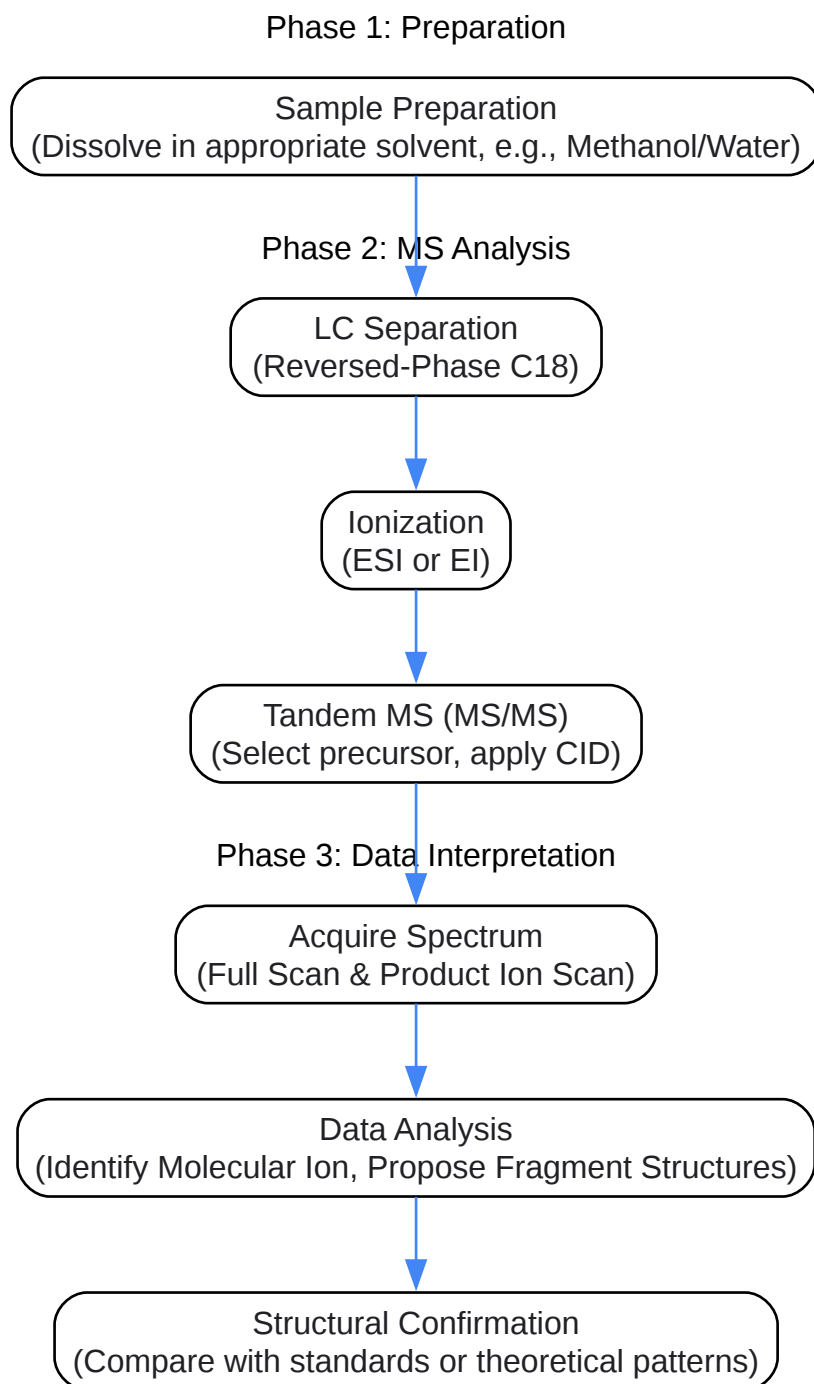 Phase 1: Preparation
Sample Preparation
(Dissolve in appropriate solvent, e.g., Methanol/Water)
Phase 2: MS Analysis
LC Separation
(Reversed-Phase C18)
Ionization
(ESI or EI)
Tandem MS (MS/MS)
(Select precursor, apply CID)
Phase 3: Data Interpretation
Acquire Spectrum
(Full Scan & Product Ion Scan)
Data Analysis
(Identify Molecular Ion, Propose Fragment Structures)
Structural Confirmation
(Compare with standards or theoretical patterns)